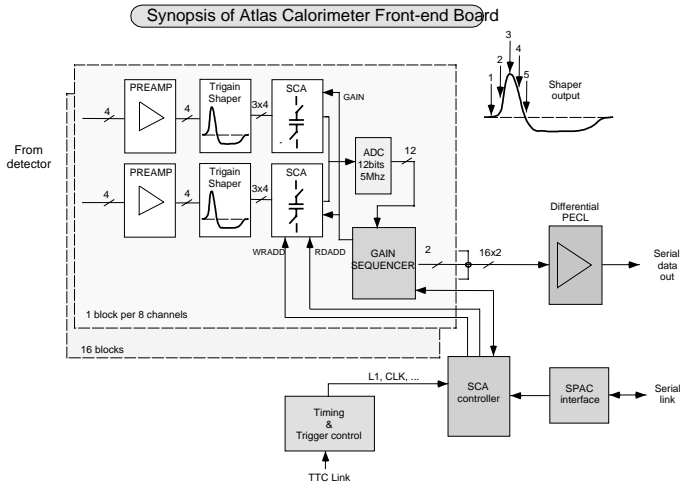 Synopsis of Atlas Calorimeter Front-end Board
3
2
4
1
5
Shaper
output
PREAMP
Trigain
Shaper
SCA
GAIN
4
4
3x4
ADC
12bits
5Mhz
12
From
detector
PREAMP
Trigain
Shaper
SCA
4
4
3x4
Differential
PECL
WRADD
RDADD
GAIN
SEQUENCER
2
16x2
Serial
data out
1 block per 8 channels
16 blocks
L1, CLK, ...
SCA
controller
SPAC
interface
Serial
link
Timing
&
Trigger control
TTC Link